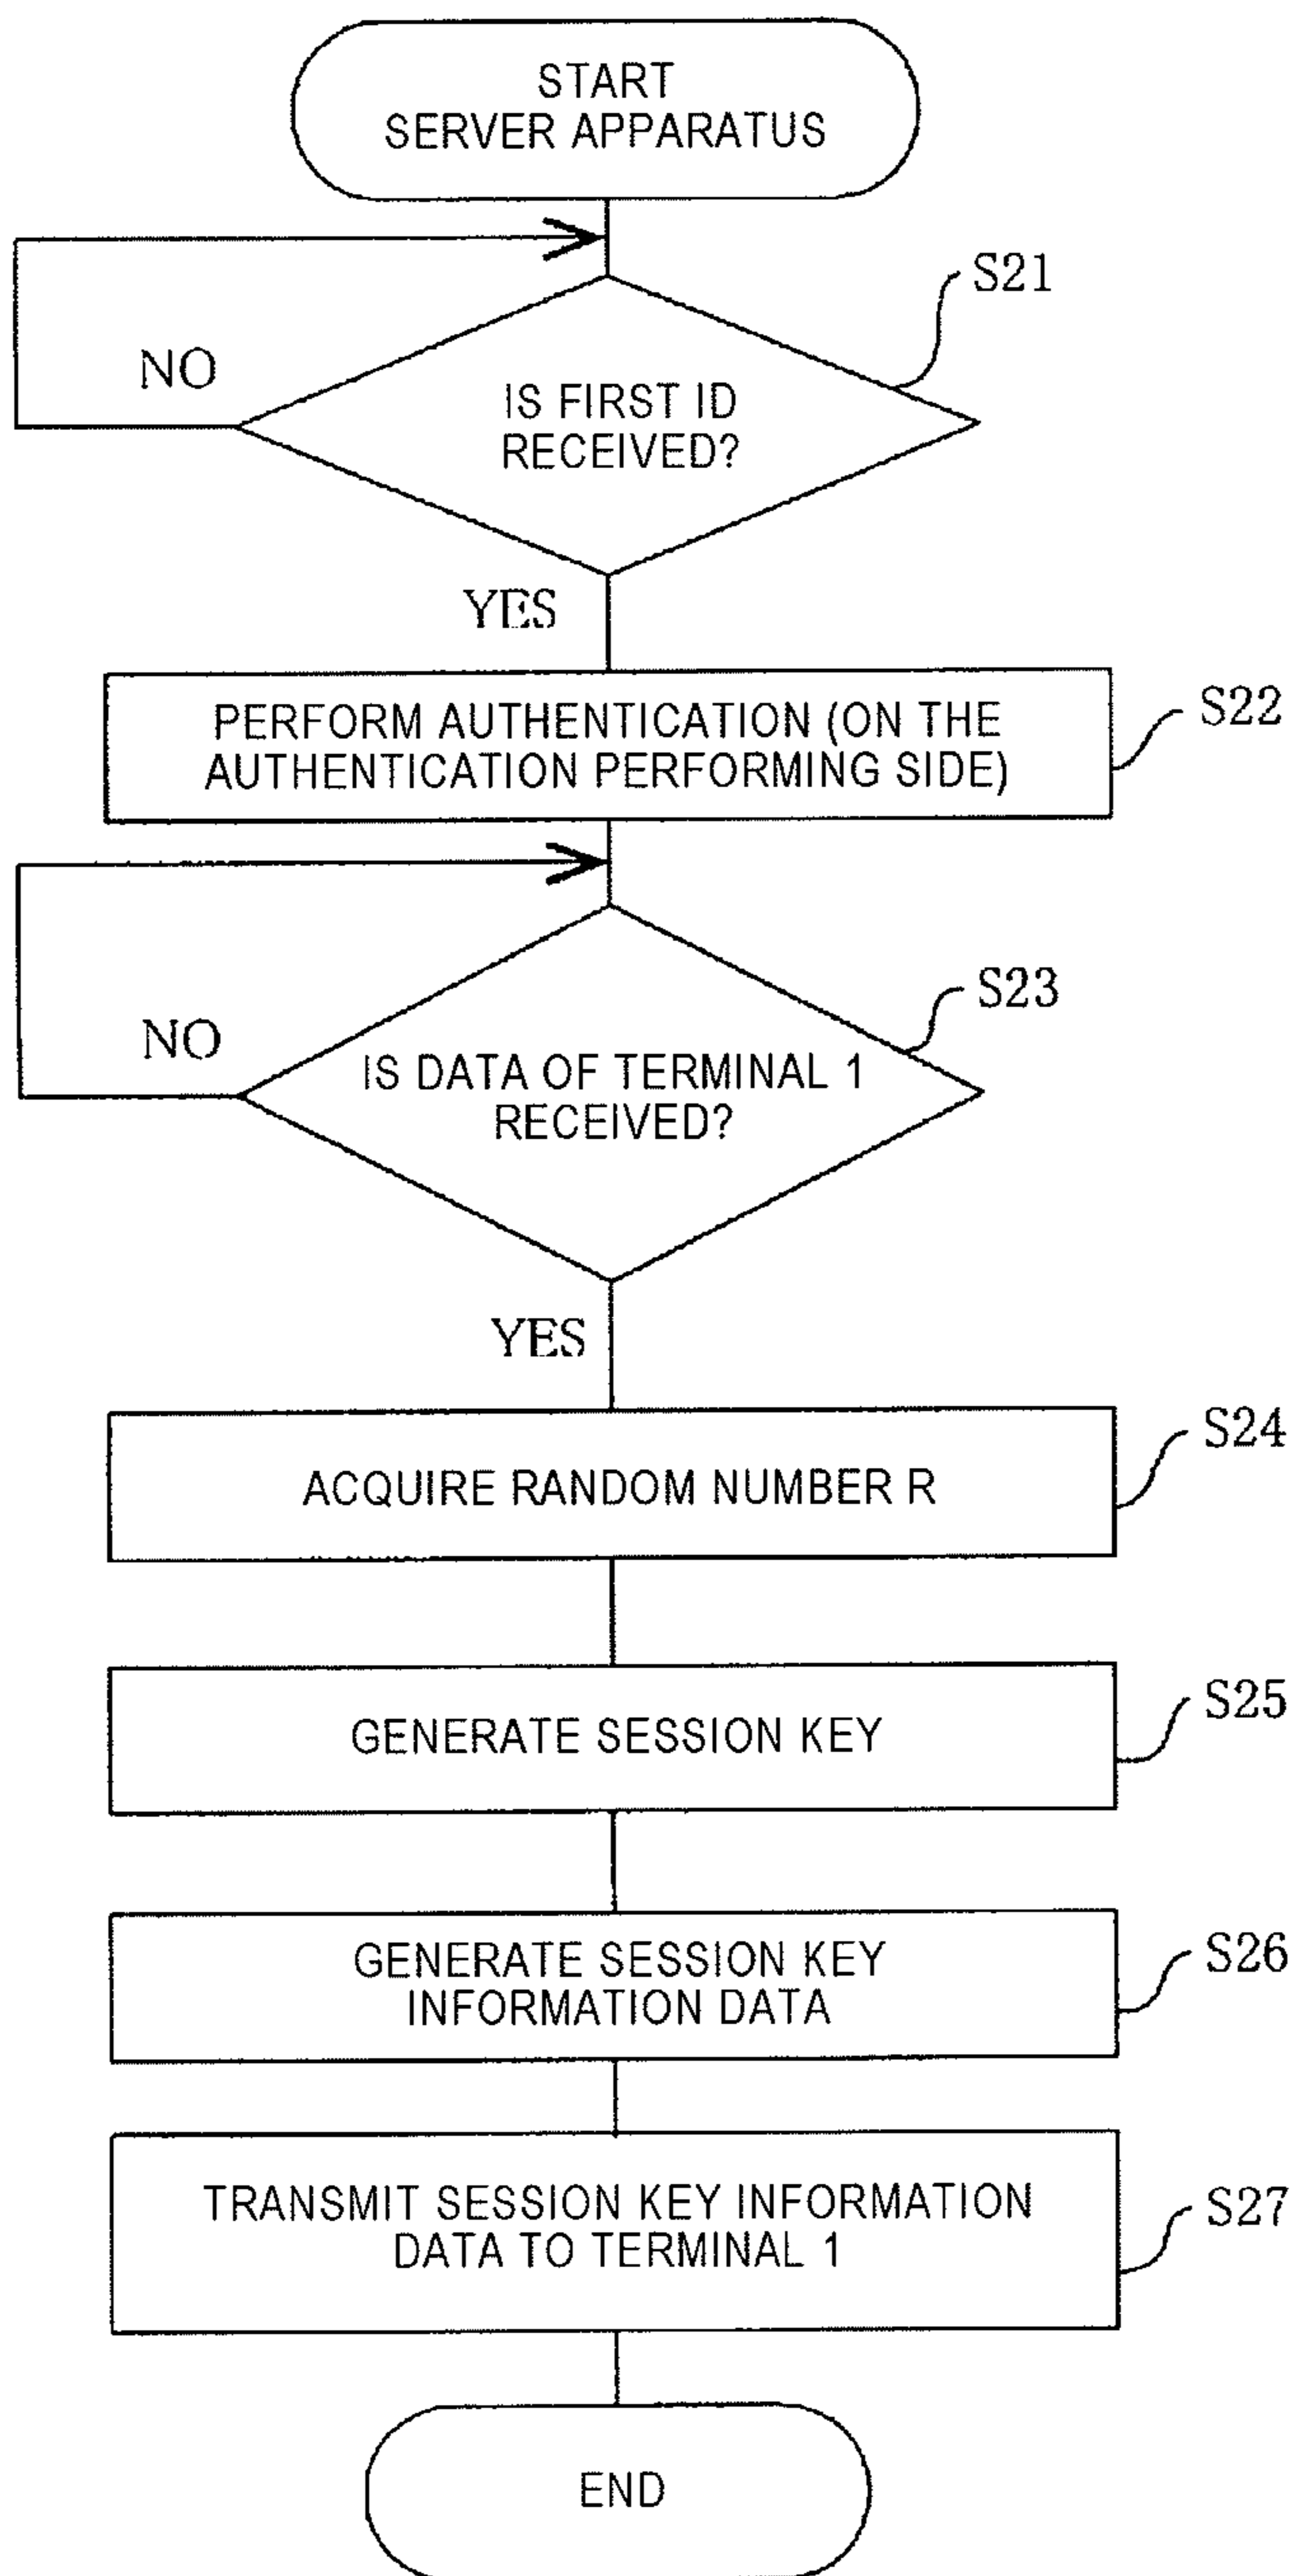 START
SERVER APPARATUS
S21
NO
IS FIRST ID
RECEIVED?
YES
S22
PERFORM AUTHENTICATION (ON THE
AUTHENTICATION PERFORMING SIDE)
S23
NO
IS DATA OF TERMINAL 1
RECEIVED?
YES
S24
ACQUIRE RANDOM NUMBER R
S25
GENERATE SESSION KEY
S26
GENERATE SESSION KEY
INFORMATION DATA
S27
TRANSMIT SESSION KEY INFORMATION
DATA TO TERMINAL 1
END